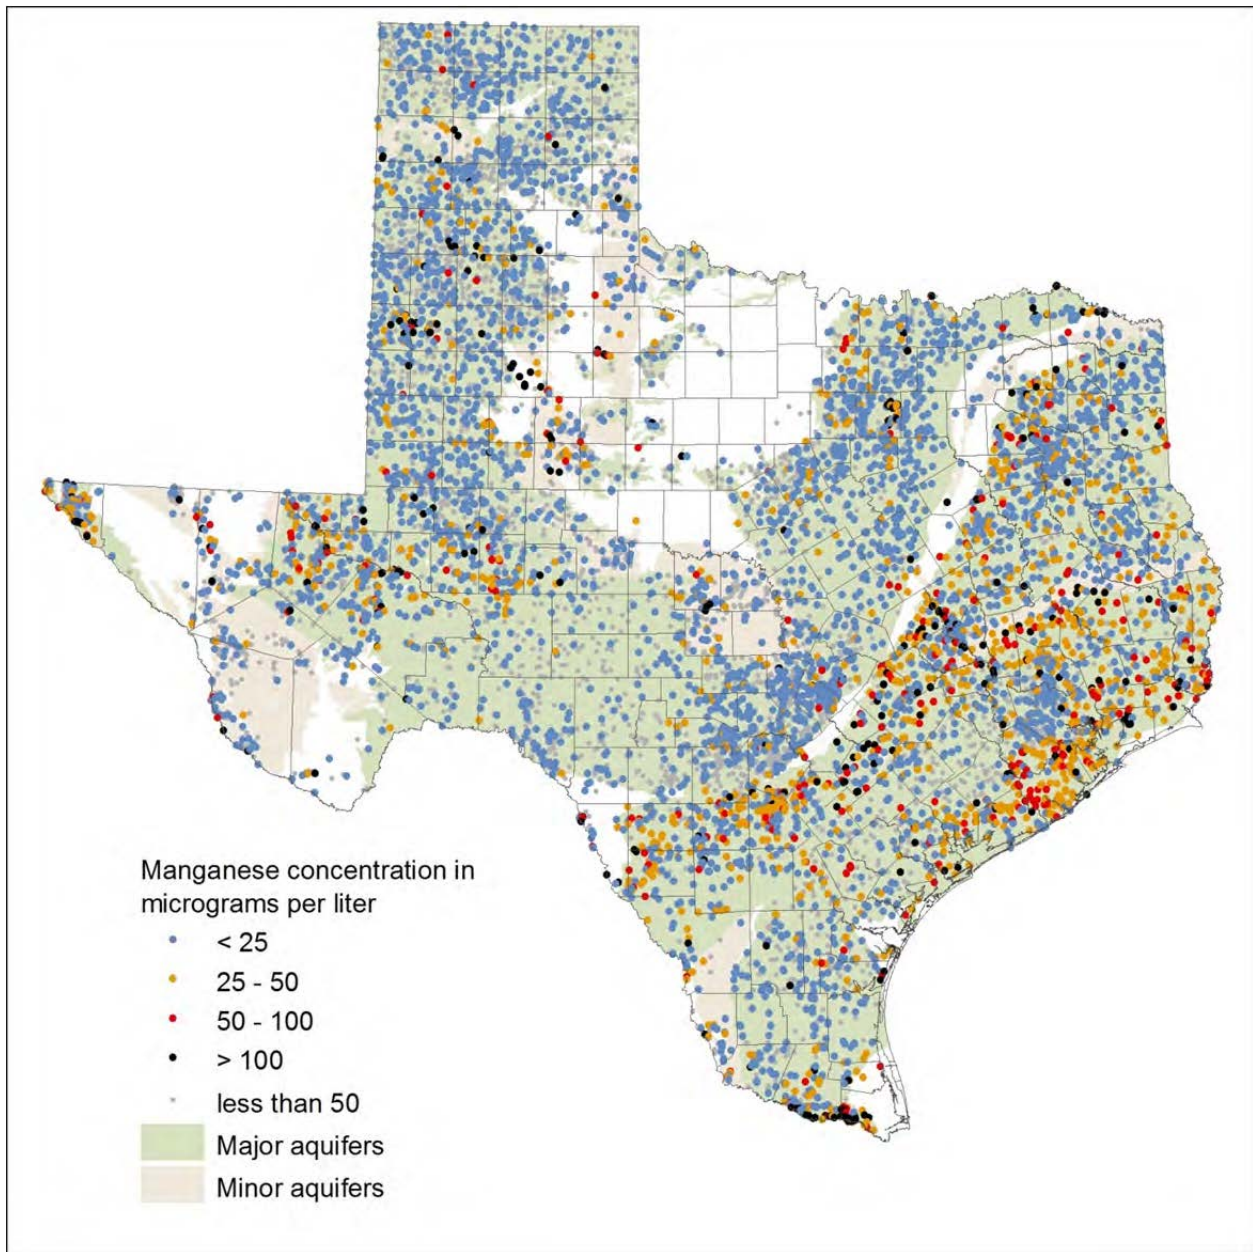 Manganese concentration in
micrograms per liter
< 25
25 - 50
50 - 100
> 100
less than 50
Major aquifers
Minor aquifers